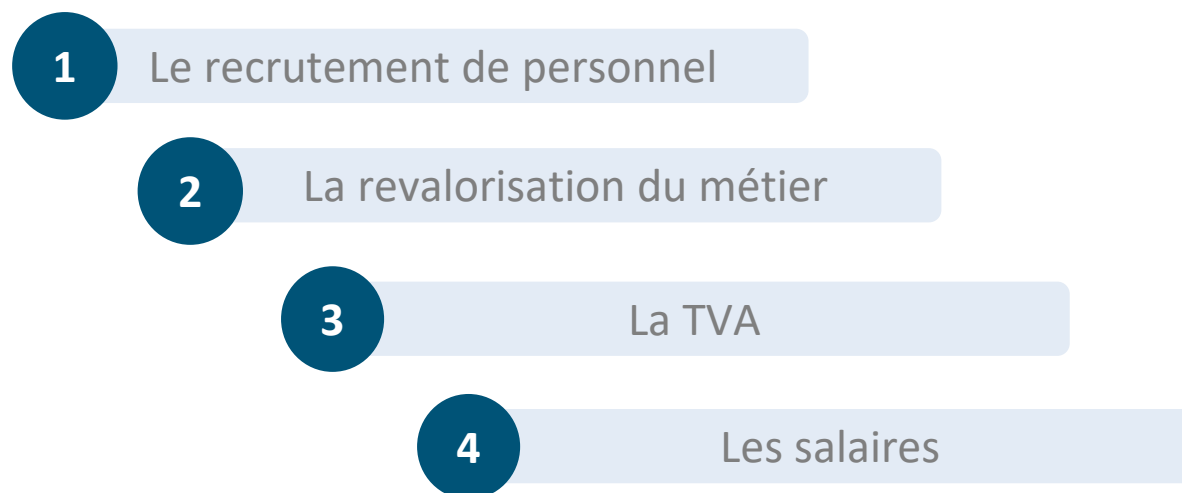 1 Le recrutement de personnel
2 La revalorisation du métier
3 La TVA
4 Les salaires